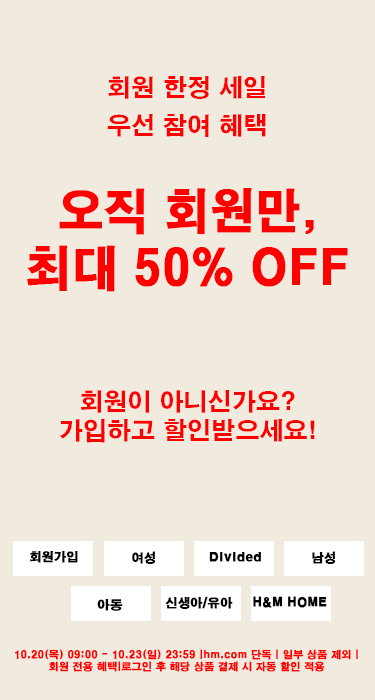 회원 한정 세일
우선 참여 혜택
오직 회원만,
최대 50% OFF
회원이 아니신가요?
가입하고 할인받으세요!
회원가입
여성
Divided
남성
아동
신생아/유아
H&M HOME
10.20(목) 09:00 - 10.23(일) 23:59 |hm.com 단독 | 일부 상품 제외 |
회원 전용 혜택|로그인 후 해당 상품 결제 시 자동 할인 적용